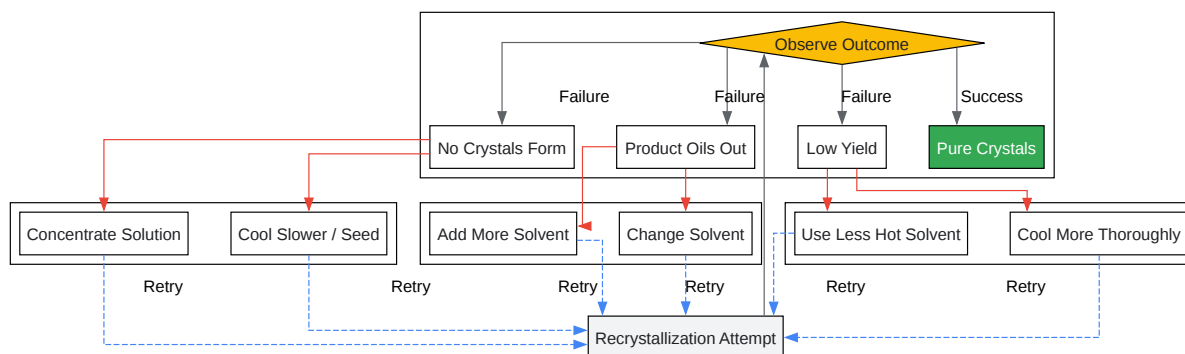 Observe Outcome
Failure
Failure
Failure
Success
No Crystals Form
Product Oils Out
Low Yield
Pure Crystals
Concentrate Solution
Cool Slower / Seed
Add More Solvent
Change Solvent
Use Less Hot Solvent
Cool More Thoroughly
Retry
Retry
Retry
Retry
Retry
Retry
Recrystallization Attempt